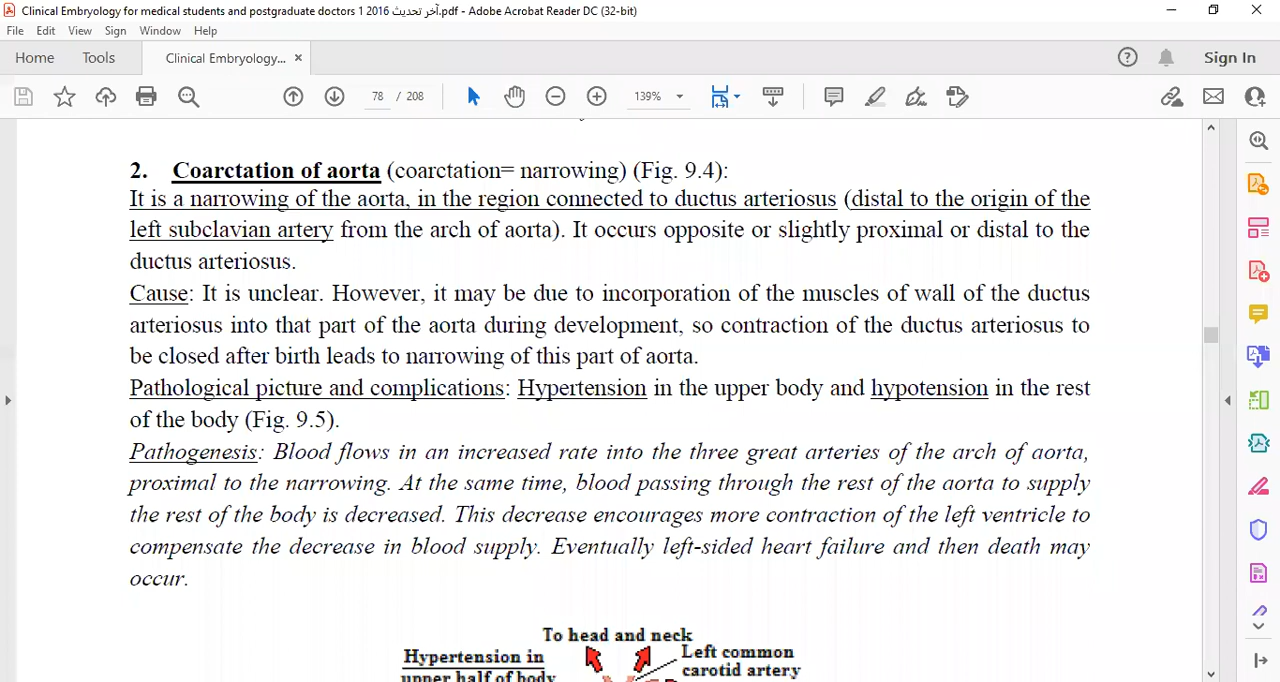 Clinical Embryology for medical students and postgraduate doctors 1 2016 آخر تحديث.pdf - Adobe Acrobat Reader DC (32-bit)
File Edit View Sign Window Help
Home Tools Clinical Embryology... × Sign In
78 / 208 139%
2. Coarctation of aorta (coarctation= narrowing) (Fig. 9.4):
It is a narrowing of the aorta, in the region connected to ductus arteriosus (distal to the origin of the
left subclavian artery from the arch of aorta). It occurs opposite or slightly proximal or distal to the
ductus arteriosus.
Cause: It is unclear. However, it may be due to incorporation of the muscles of wall of the ductus
arteriosus into that part of the aorta during development, so contraction of the ductus arteriosus to
be closed after birth leads to narrowing of this part of aorta.
Pathological picture and complications: Hypertension in the upper body and hypotension in the rest
of the body (Fig. 9.5).
Pathogenesis: Blood flows in an increased rate into the three great arteries of the arch of aorta,
proximal to the narrowing. At the same time, blood passing through the rest of the aorta to supply
the rest of the body is decreased. This decrease encourages more contraction of the left ventricle to
compensate the decrease in blood supply. Eventually left-sided heart failure and then death may
occur.
To head and neck
Hypertension in
upper half of body
Left common
carotid artery